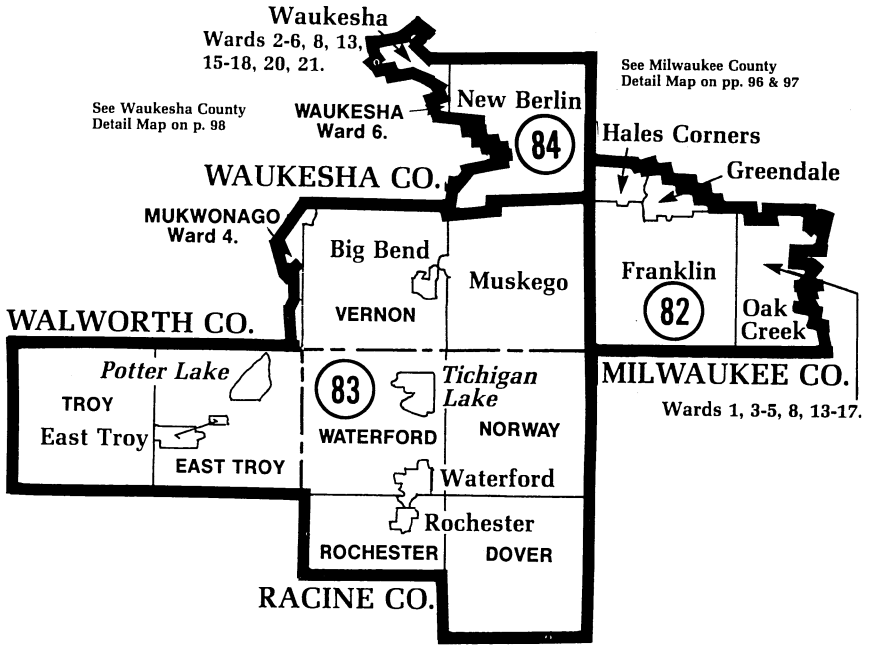 Waukesha
Wards 2-6, 8, 13,
15-18, 20, 21.
See Milwaukee County
Detail Map on pp. 96 & 97
See Waukesha County
Detail Map on p. 98
WAUKESHA
Ward 6.
New Berlin
84
Hales Corners
Greendale
WAUKESHA CO.
MUKWONAGO
Ward 4.
Big Bend
Muskego
VERNON
Franklin
82
Oak
Creek
WALWORTH CO.
MILWAUKEE CO.
Wards 1, 3-5, 8, 13-17.
Potter Lake
83
Tichigan
Lake
TROY
East Troy
EAST TROY
WATERFORD
NORWAY
Waterford
Rochester
ROCHESTER
DOVER
RACINE CO.